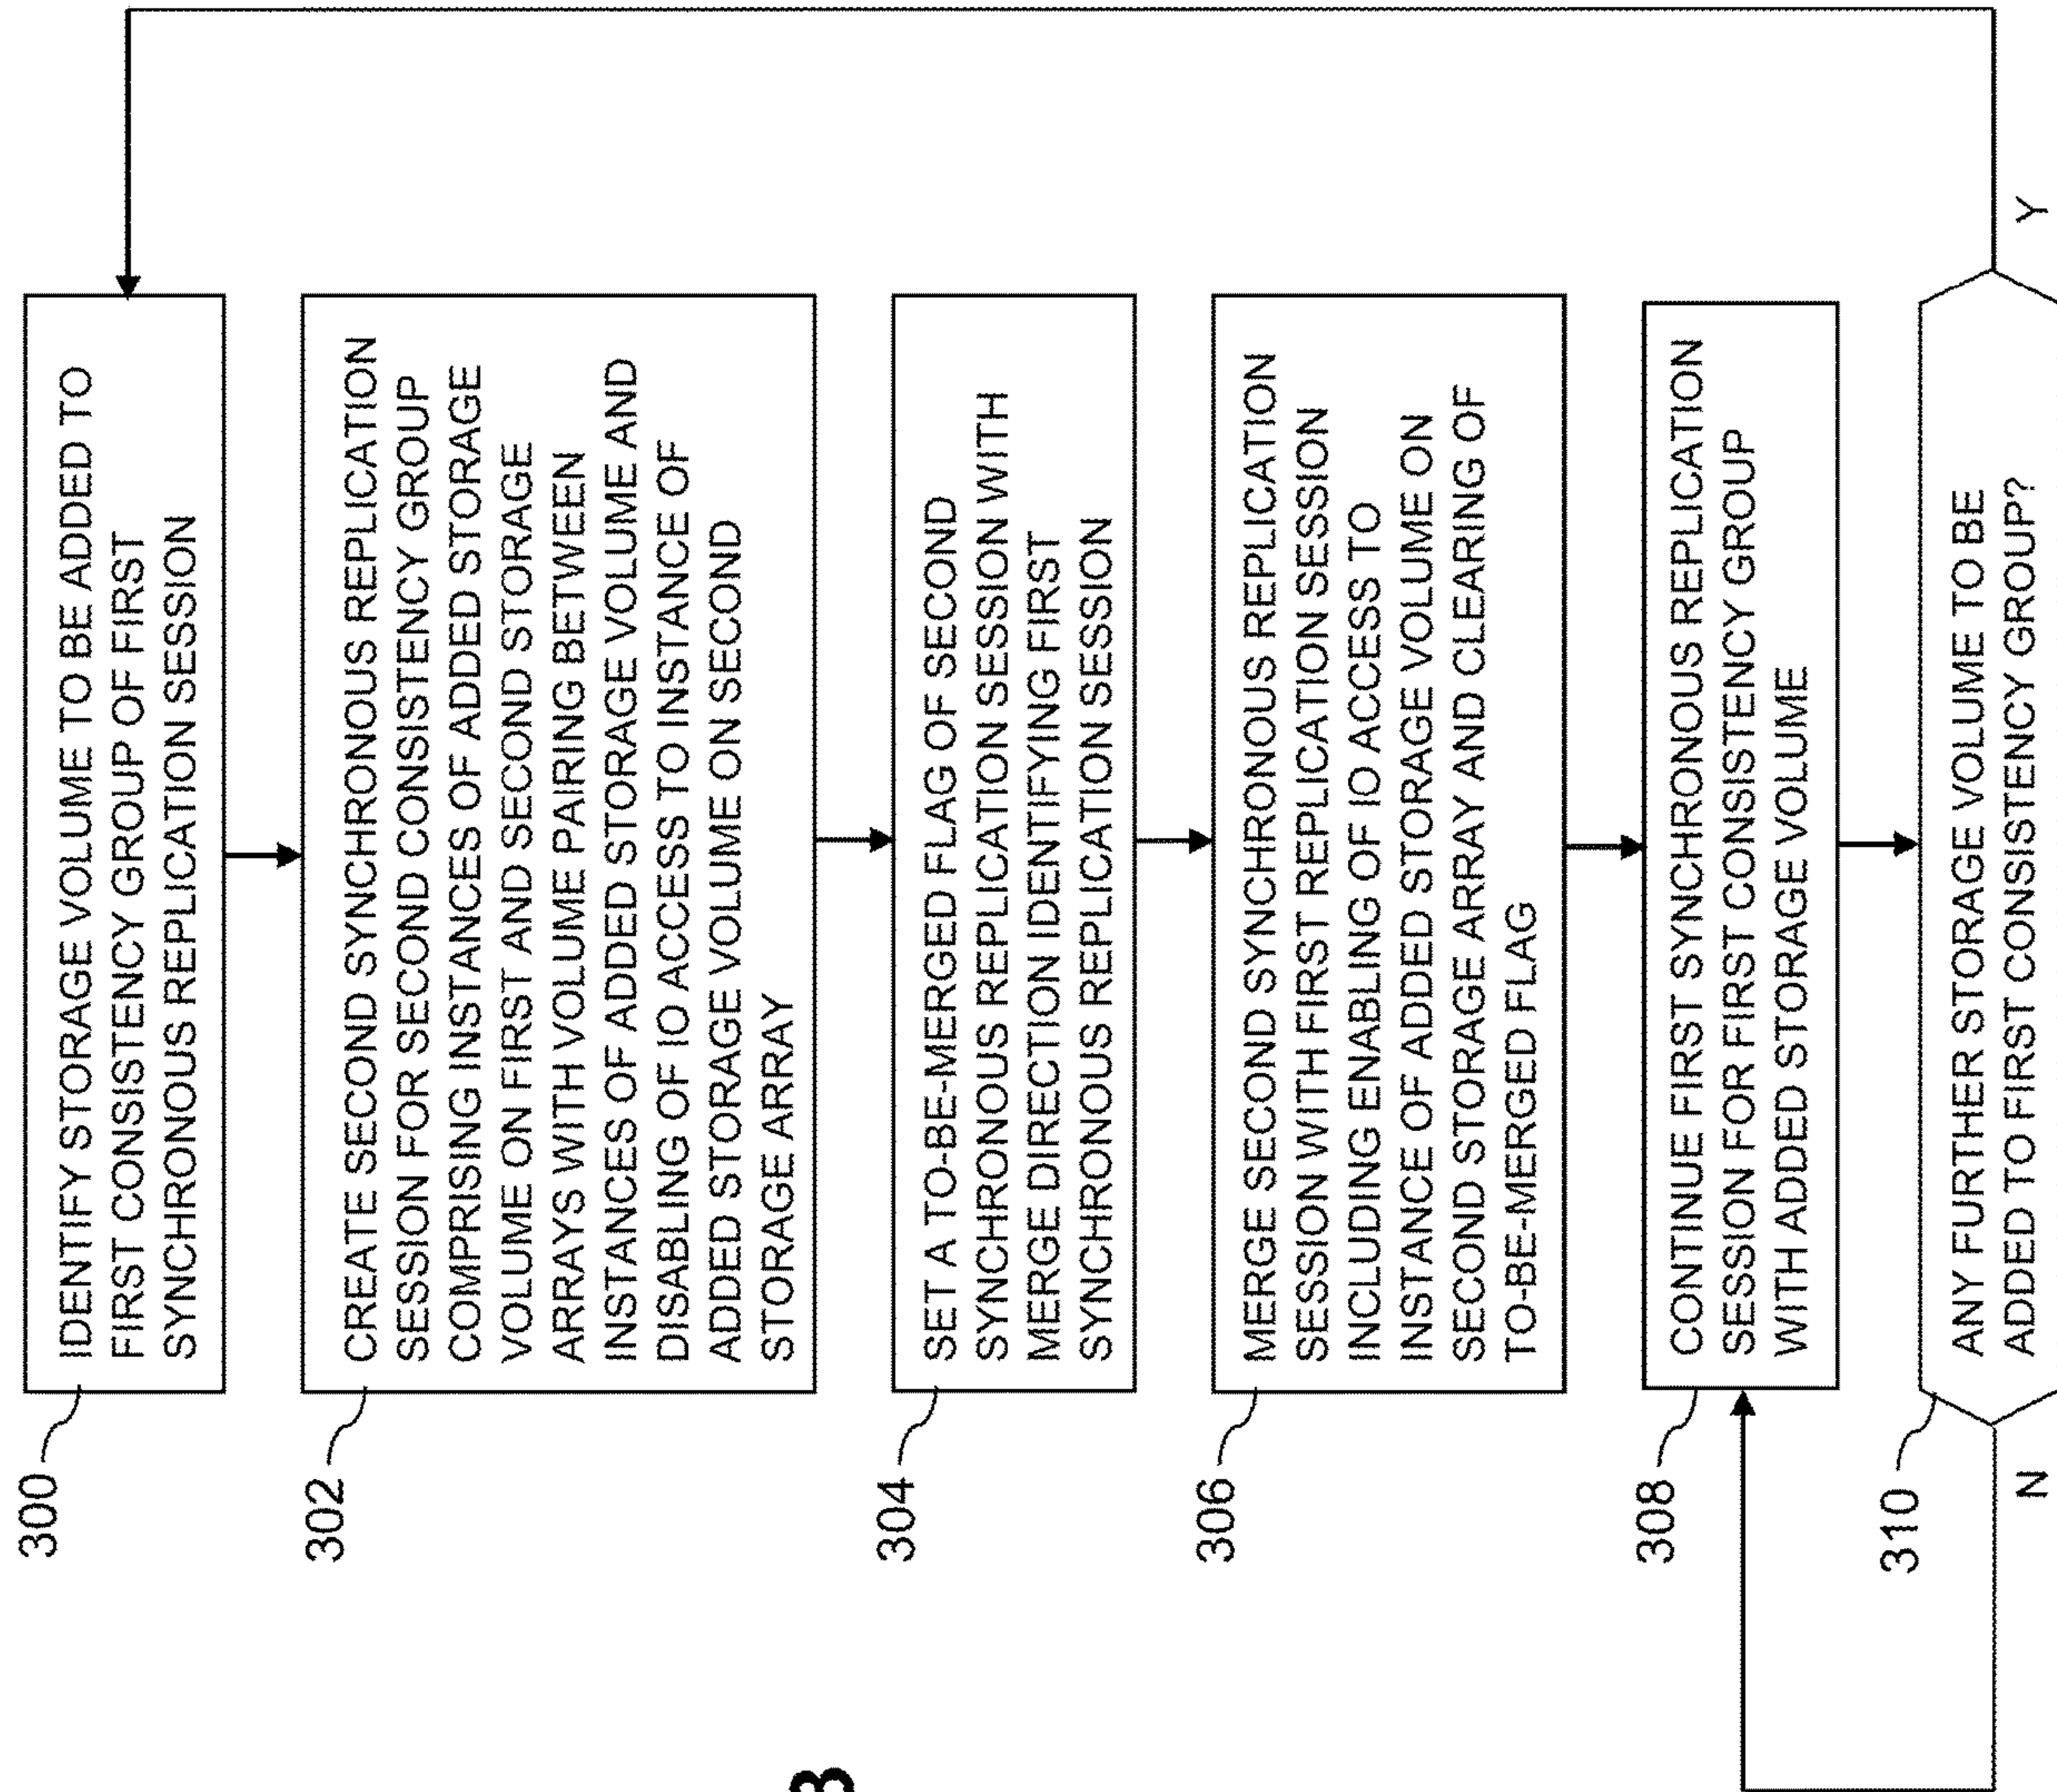 300
IDENTIFY STORAGE VOLUME TO BE ADDED TO
FIRST CONSISTENCY GROUP OF FIRST
SYNCHRONOUS REPLICATION SESSION
302
CREATE SECOND SYNCHRONOUS REPLICATION
SESSION FOR SECOND CONSISTENCY GROUP
COMPRISING INSTANCES OF ADDED STORAGE
VOLUME ON FIRST AND SECOND STORAGE
ARRAYS WITH VOLUME PAIRING BETWEEN
INSTANCES OF ADDED STORAGE VOLUME AND
DISABLING OF IO ACCESS TO INSTANCE OF
ADDED STORAGE VOLUME ON SECOND
STORAGE ARRAY
304
SET A TO-BE-MERGED FLAG OF SECOND
SYNCHRONOUS REPLICATION SESSION WITH
MERGE DIRECTION IDENTIFYING FIRST
SYNCHRONOUS REPLICATION SESSION
306
MERGE SECOND SYNCHRONOUS REPLICATION
SESSION WITH FIRST REPLICATION SESSION
INCLUDING ENABLING OF IO ACCESS TO
INSTANCE OF ADDED STORAGE VOLUME ON
SECOND STORAGE ARRAY AND CLEARING OF
TO-BE-MERGED FLAG
308
CONTINUE FIRST SYNCHRONOUS REPLICATION
SESSION FOR FIRST CONSISTENCY GROUP
WITH ADDED STORAGE VOLUME
310
ANY FURTHER STORAGE VOLUME TO BE
ADDED TO FIRST CONSISTENCY GROUP?
N
Y
3